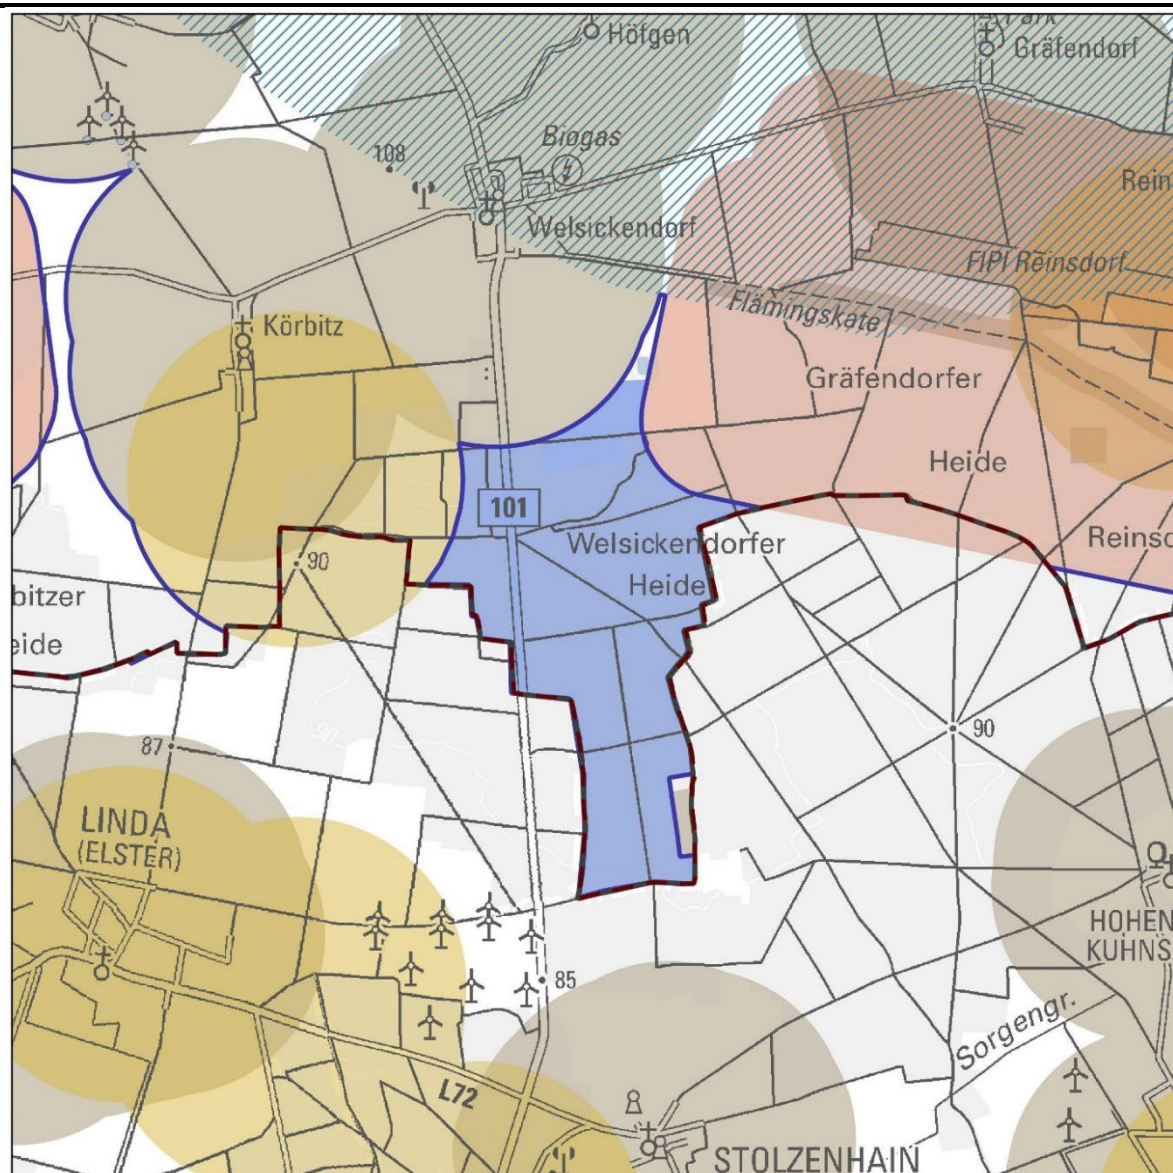 Park
Höfgen
Gräfendorf
Biogas
108
Rein
Welsickendorf
FIPI Reinsdorf
Flämingskate
Körbitz
Gräfendorfer
Heide
101
Welsickendorfer
Heide
Reinsd
90
bitzer
eide
90
87
LINDA
(ELSTER)
HOHEN
KUHNS
85
Sorgengr.
L72
STOLZENHAIN